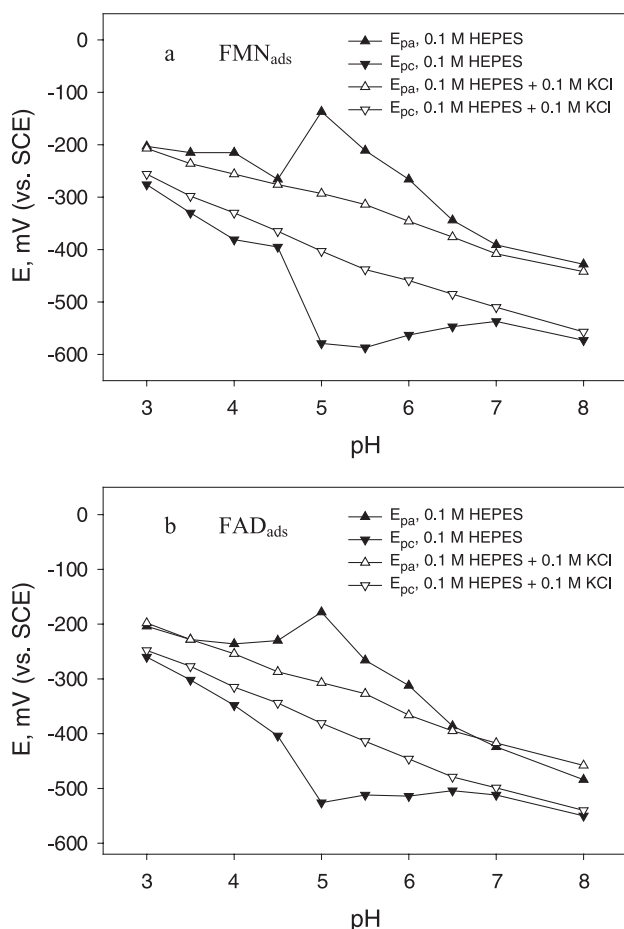 a FMNads
Epa, 0.1 M HEPES
Epc, 0.1 M HEPES
Epa, 0.1 M HEPES + 0.1 M KCl
Epc, 0.1 M HEPES + 0.1 M KCl
E, mV (vs. SCE)
0
-100
-200
-300
-400
-500
-600
3 4 5 6 7 8
pH
b FADads
Epa, 0.1 M HEPES
Epc, 0.1 M HEPES
Epa, 0.1 M HEPES + 0.1 M KCl
Epc, 0.1 M HEPES + 0.1 M KCl
E, mV (vs. SCE)
0
-100
-200
-300
-400
-500
-600
3 4 5 6 7 8
pH